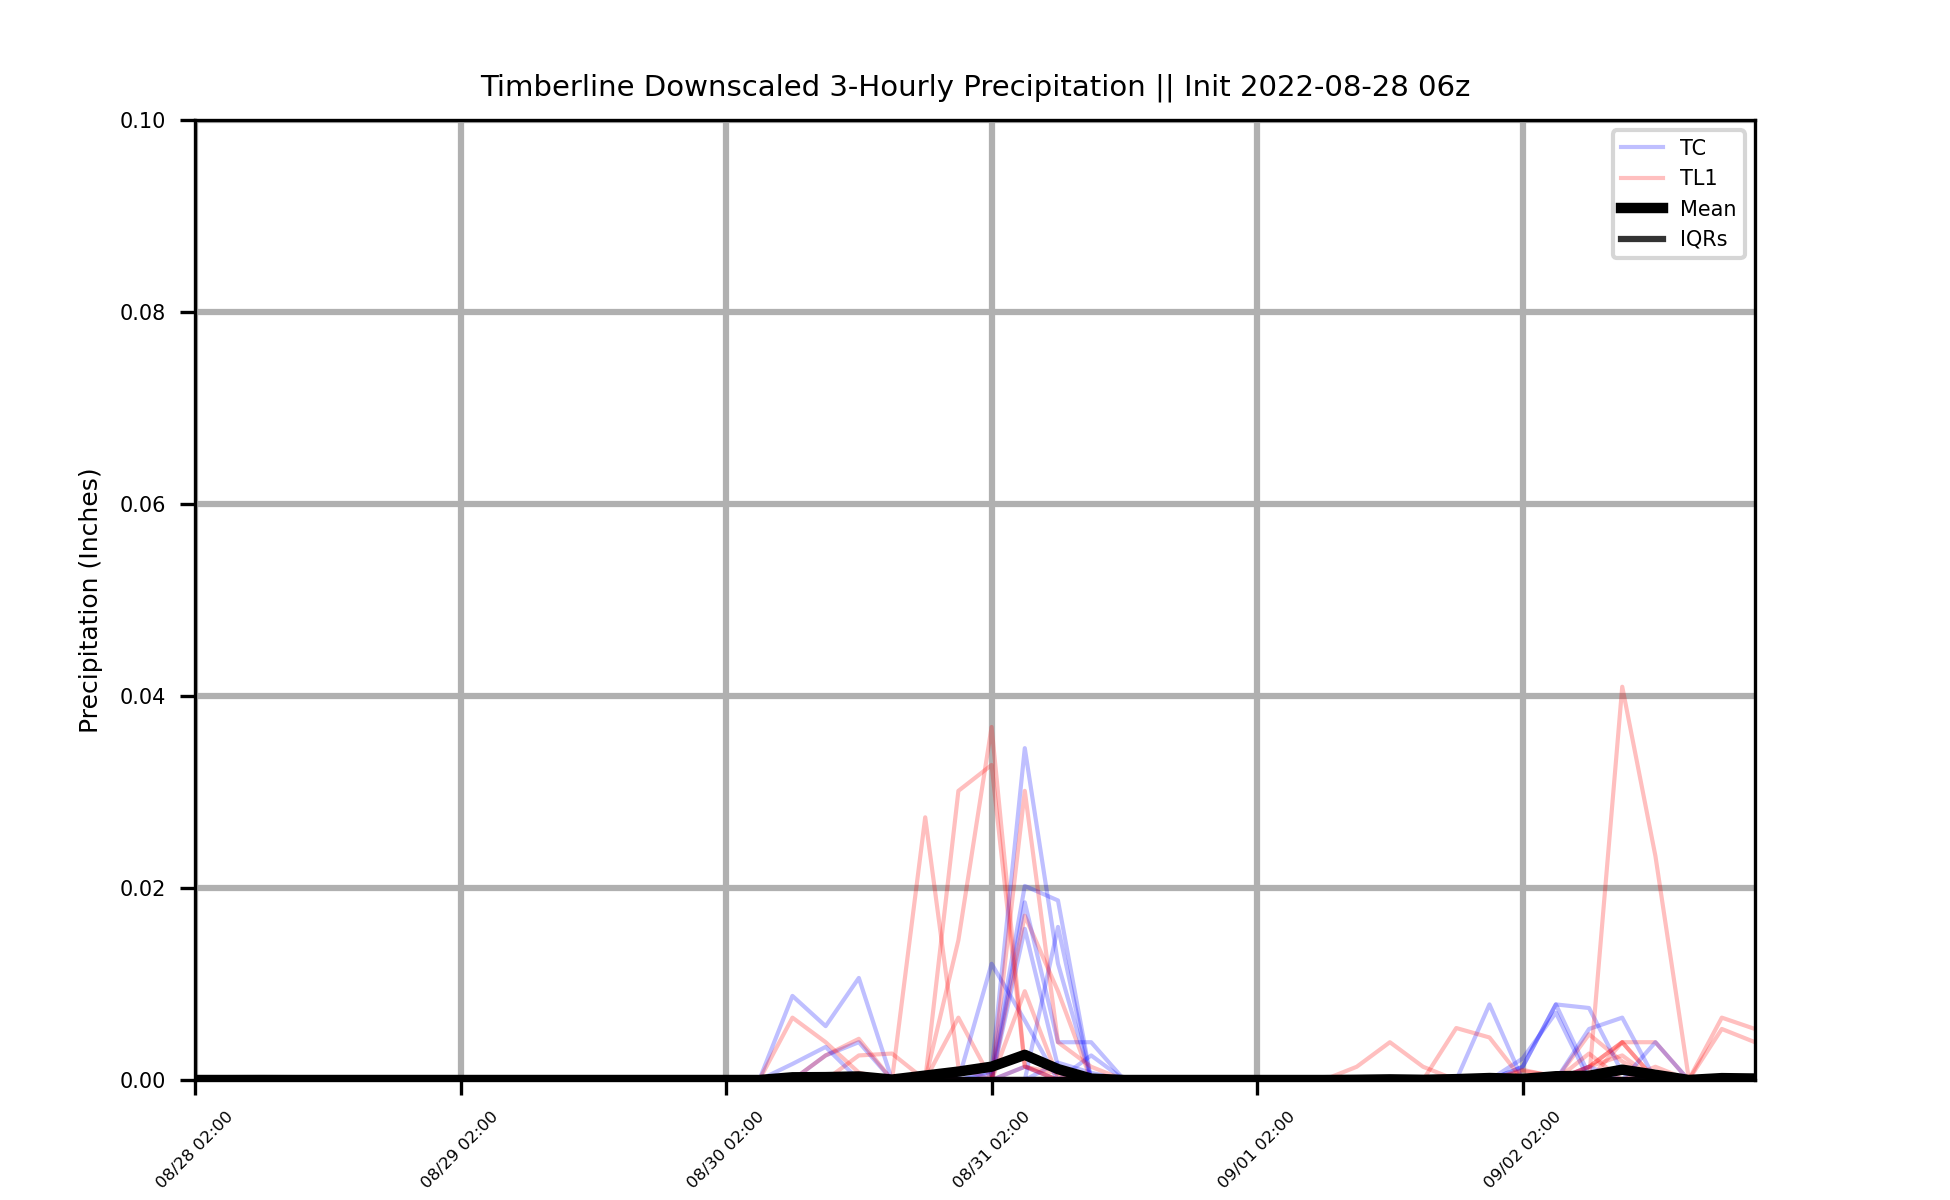 Timberline Downscaled 3-Hourly Precipitation || Init 2022-08-28 06z
TC
TL1
Mean
IQRs
Precipitation (Inches)
0.10
0.08
0.06
0.04
0.02
0.00
08/28 02:00
08/29 02:00
08/30 02:00
08/31 02:00
09/01 02:00
09/02 02:00